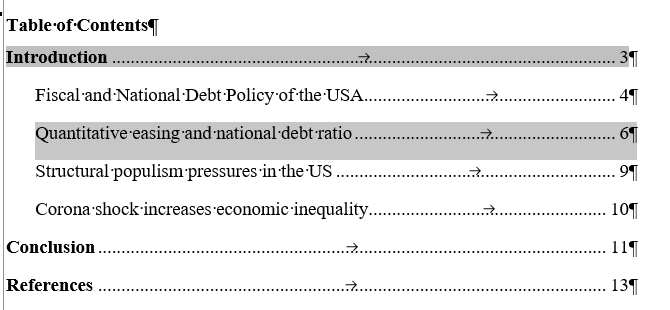 Table·of·Contents¶
Introduction ........................................................→........................................................ 3¶
Fiscal·and·National·Debt·Policy·of·the·USA...........................→........................... 4¶
Quantitative·easing·and·national·debt·ratio............................→........................... 6¶
Structural·populism·pressures·in·the·US ..............................→.............................. 9¶
Corona·shock·increases·economic·inequality.........................→......................... 10¶
Conclusion..........................................................→.......................................................... 11¶
References ..........................................................→.......................................................... 13¶